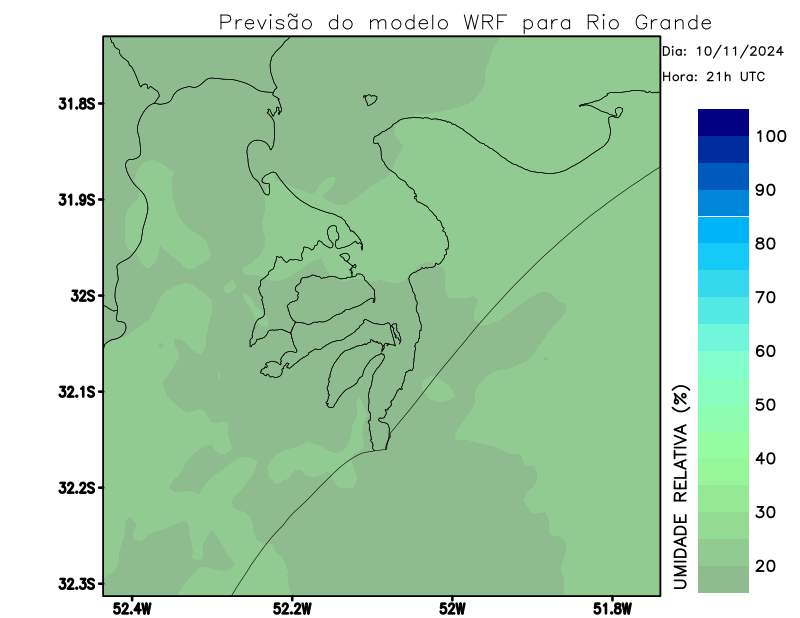 Previsão do modelo WRF para Rio Grande
Dia: 10/11/2024
Hora: 21h UTC
31.8S
31.9S
32S
32.1S
32.2S
32.3S
52.4W
52.2W
52W
51.8W
100
90
80
70
60
50
40
30
20
UMIDADE RELATIVA (%)